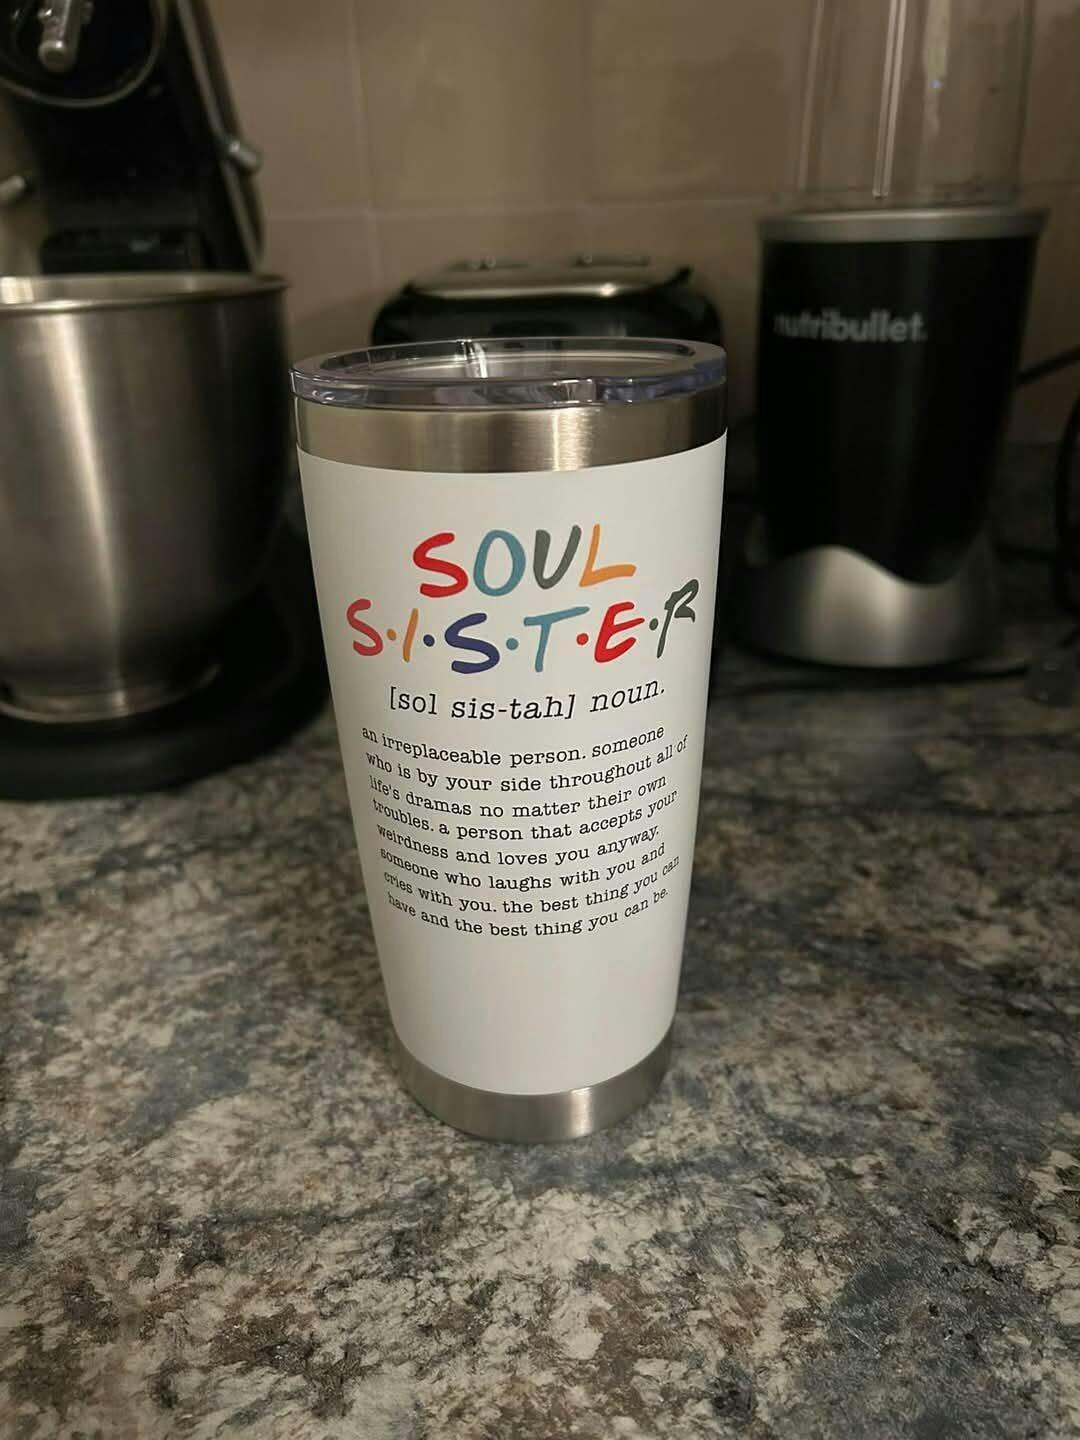 nutribullet.
SOUL
S·I·S·T·E·R
[sol sis-tah] noun.
an irreplaceable person. someone
who is by your side throughout all of
life's dramas no matter their own
troubles. a person that accepts your
weirdness and loves you anyway.
someone who laughs with you and
cries with you. the best thing you can
have and the best thing you can be.